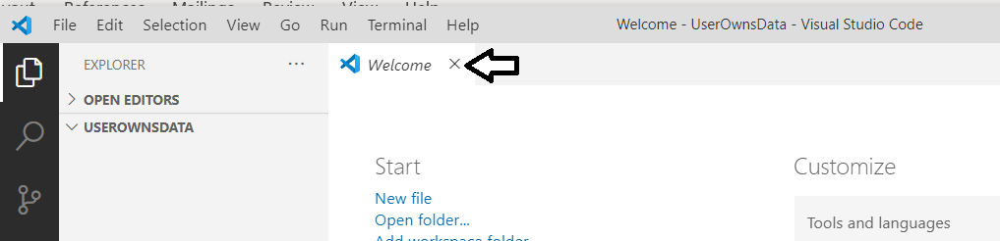 File Edit Selection View Go Run Terminal Help Welcome - UserOwnsData - Visual Studio Code
EXPLORER ···
Welcome
OPEN EDITORS
USEROWNSDATA
Start
Customize
New file
Open folder...
Add workspace folder
Tools and languages